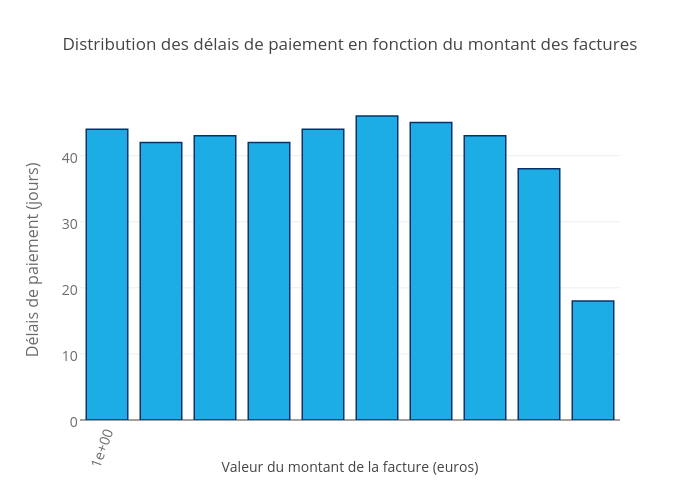 Distribution des délais de paiement en fonction du montant des factures
Délais de paiement (jours)
40
30
20
10
0
1e+00
Valeur du montant de la facture (euros)